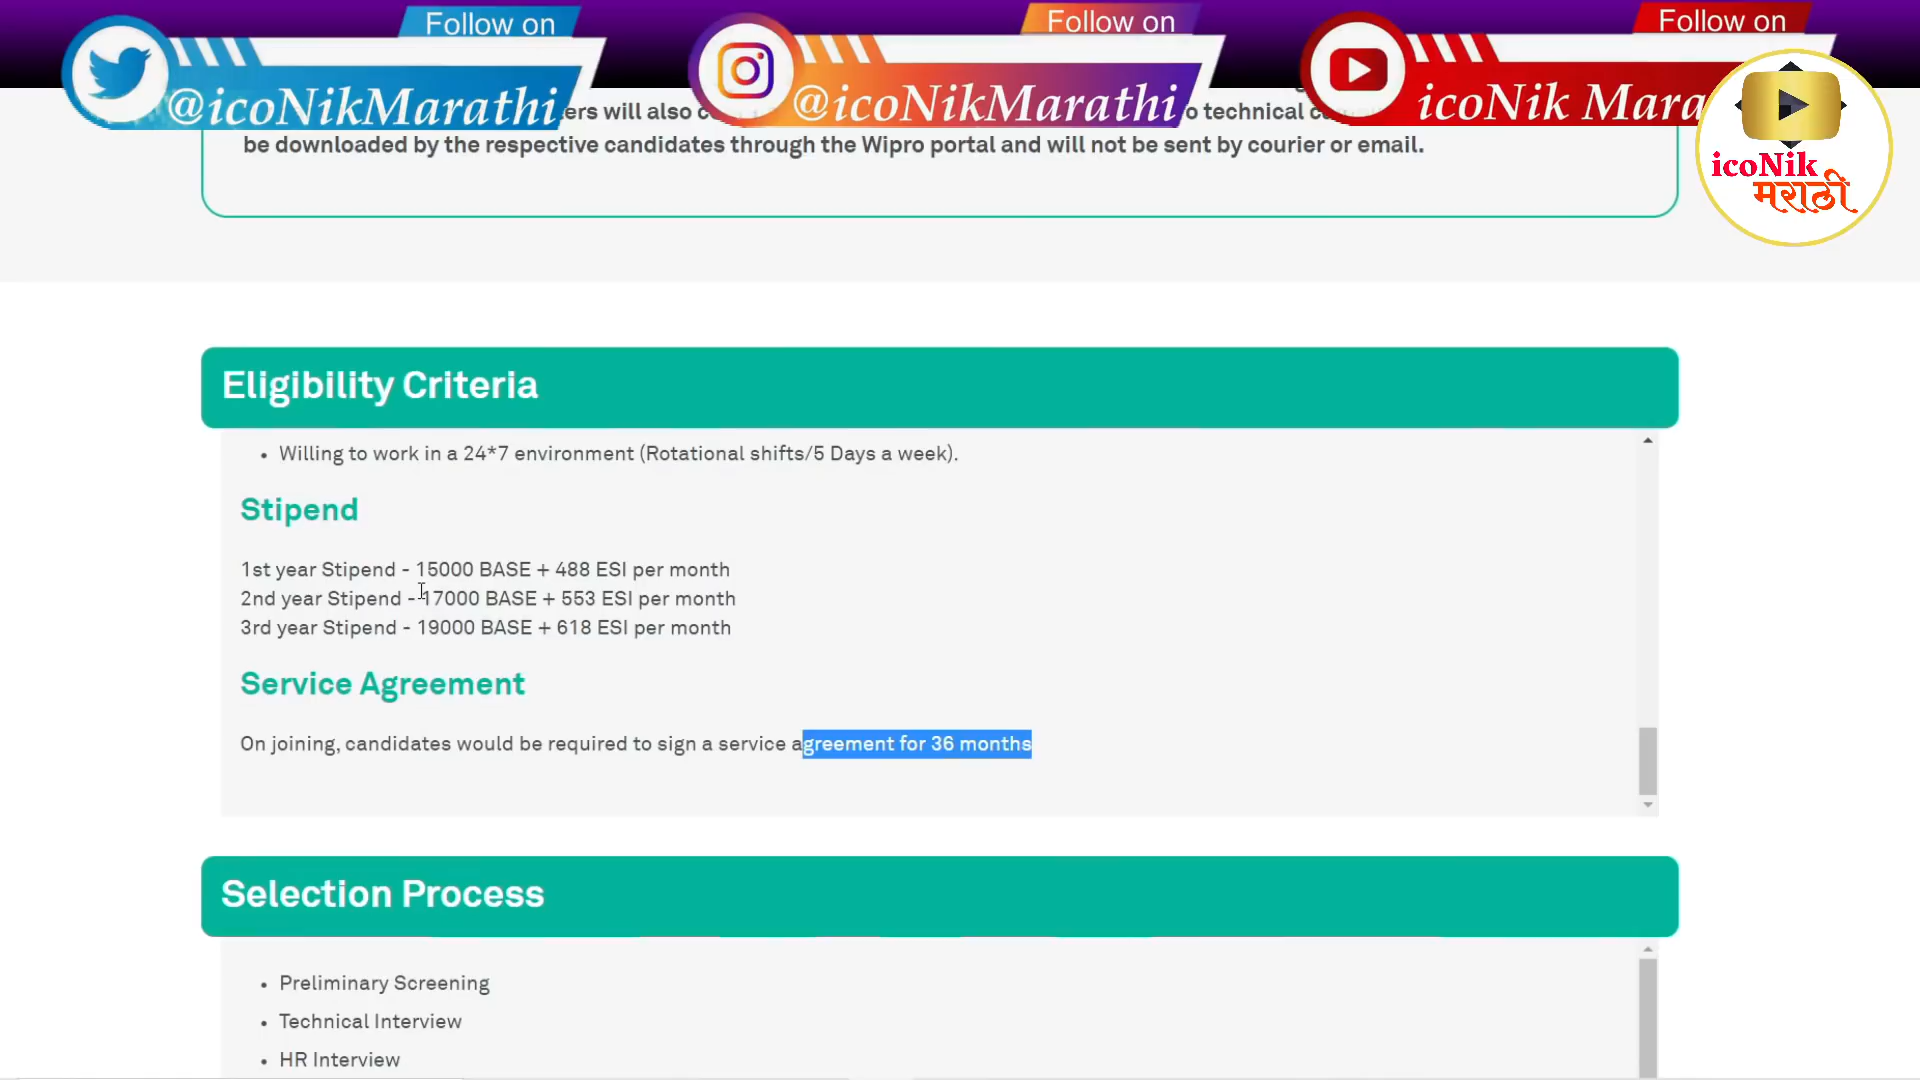 Follow on
Follow on
Follow on
@icoNikMarathi
@icoNikMarathi
icoNik Mara
icoNik
मराठी
ers will also c o technical c
be downloaded by the respective candidates through the Wipro portal and will not be sent by courier or email.
Eligibility Criteria
• Willing to work in a 24*7 environment (Rotational shifts/5 Days a week).
Stipend
1st year Stipend - 15000 BASE + 488 ESI per month
2nd year Stipend - 17000 BASE + 553 ESI per month
3rd year Stipend - 19000 BASE + 618 ESI per month
Service Agreement
On joining, candidates would be required to sign a service agreement for 36 months
Selection Process
• Preliminary Screening
• Technical Interview
• HR Interview